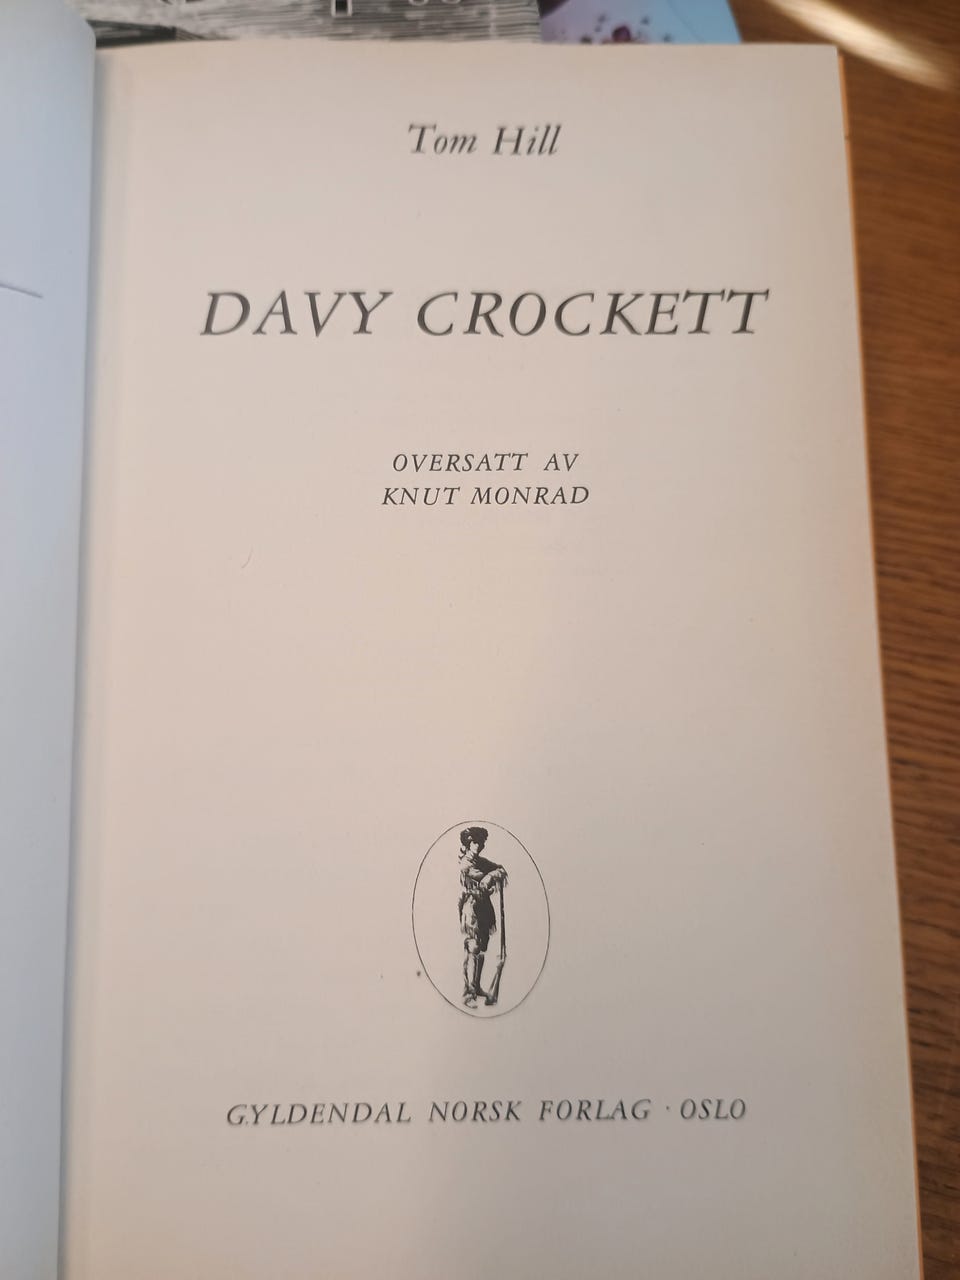 Tom Hill
DAVY CROCKETT
OVERSATT AV
KNUT MONRAD
GYLDENDAL NORSK FORLAG · OSLO